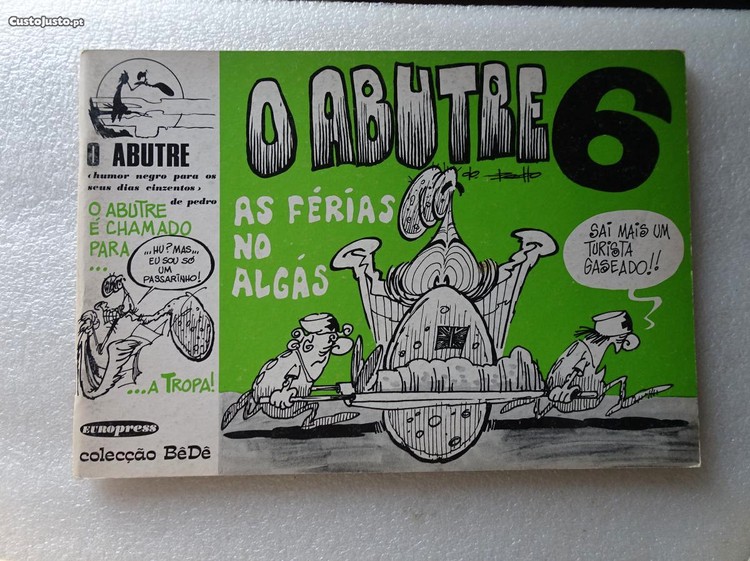 CustoJusto.pt
O ABUTRE
‹humor negro para os
seus dias cinzentos›
de pedro
O ABUTRE
É CHAMADO
PARA
...
...HU? MAS...
EU SOU SÓ
UM
PASSARINHO!
...A TROPA!
EUROPRESS
colecção BêDê
O ABUTRE 6
de
AS FÉRIAS
NO
ALGÁS
SAI MAIS UM
TURISTA
GASEADO!!